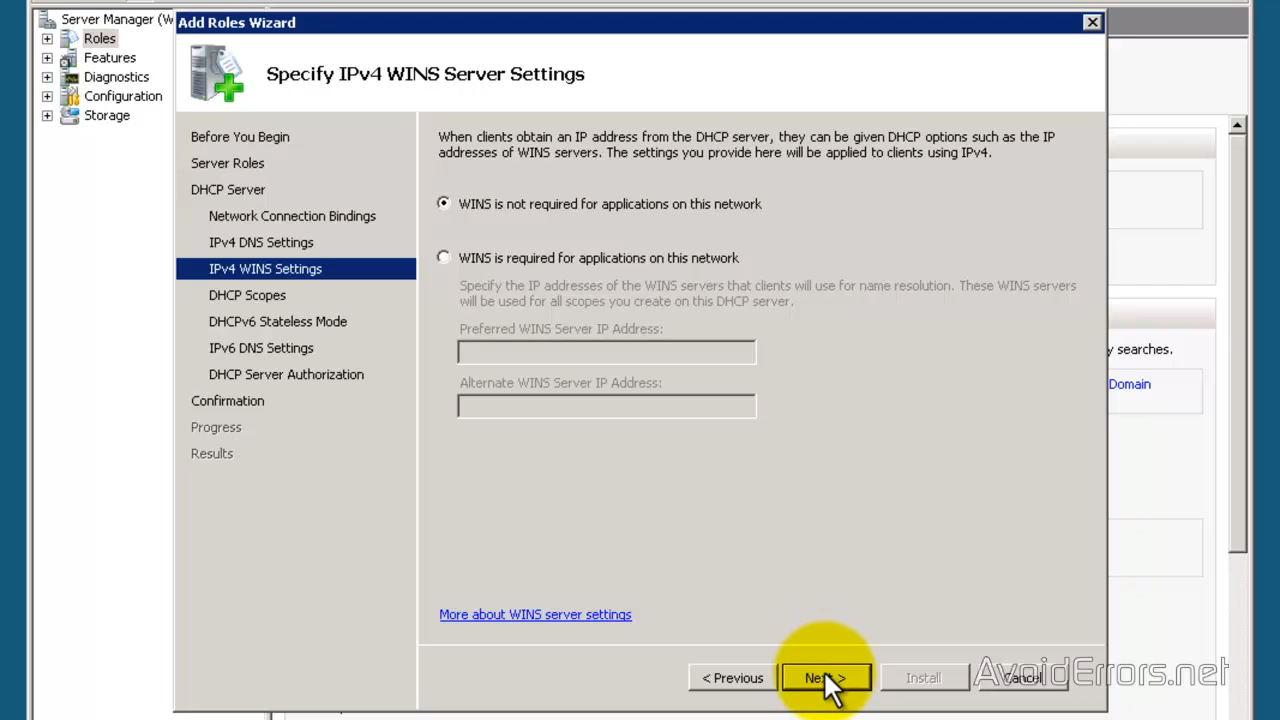 Server Manager (W
Add Roles Wizard
Roles
Features
Diagnostics
Configuration
Storage
Specify IPv4 WINS Server Settings
Before You Begin
Server Roles
DHCP Server
Network Connection Bindings
IPv4 DNS Settings
IPv4 WINS Settings
DHCP Scopes
DHCPv6 Stateless Mode
IPv6 DNS Settings
DHCP Server Authorization
Confirmation
Progress
Results
When clients obtain an IP address from the DHCP server, they can be given DHCP options such as the IP
addresses of WINS servers. The settings you provide here will be applied to clients using IPv4.
WINS is not required for applications on this network
WINS is required for applications on this network
Specify the IP addresses of the WINS servers that clients will use for name resolution. These WINS servers
will be used for all scopes you create on this DHCP server.
Preferred WINS Server IP Address:
Alternate WINS Server IP Address:
More about WINS server settings
y searches.
Domain
< Previous
Next >
Install
Cancel
AvoidErrors.net